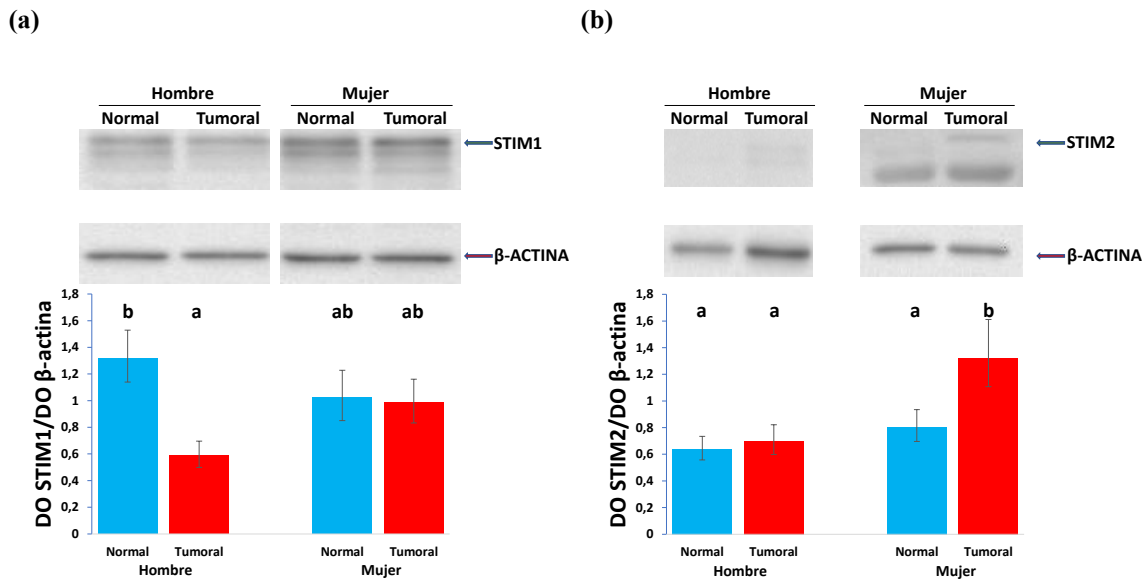 (a)
Hombre Mujer
Normal Tumoral Normal Tumoral
STIM1
β-ACTINA
DO STIM1/DO β-actina
1,8
1,6
1,4
1,2
1
0,8
0,6
0,4
0,2
0
b a ab ab
Normal Tumoral Normal Tumoral
Hombre Mujer
(b)
Hombre Mujer
Normal Tumoral Normal Tumoral
STIM2
β-ACTINA
DO STIM2/DO β-actina
1,8
1,6
1,4
1,2
1
0,8
0,6
0,4
0,2
0
a a a b
Normal Tumoral Normal Tumoral
Hombre Mujer